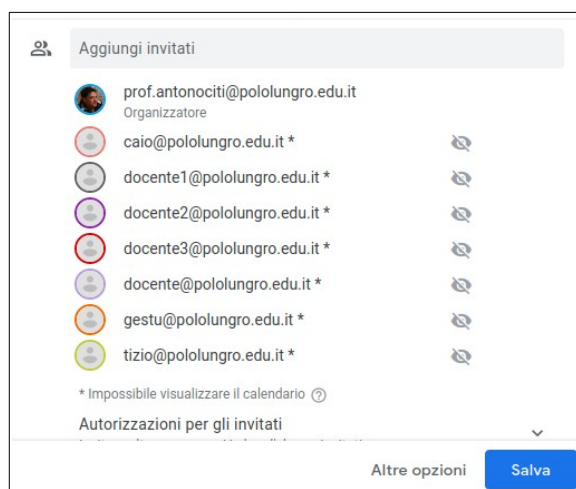 Aggiungi invitati
prof.antonociti@pololungro.edu.it
Organizzatore
caio@pololungro.edu.it *
docente1@pololungro.edu.it *
docente2@pololungro.edu.it *
docente3@pololungro.edu.it *
docente@pololungro.edu.it *
gestu@pololungro.edu.it *
tizio@pololungro.edu.it *
* Impossibile visualizzare il calendario
Autorizzazioni per gli invitati
Altre opzioni
Salva